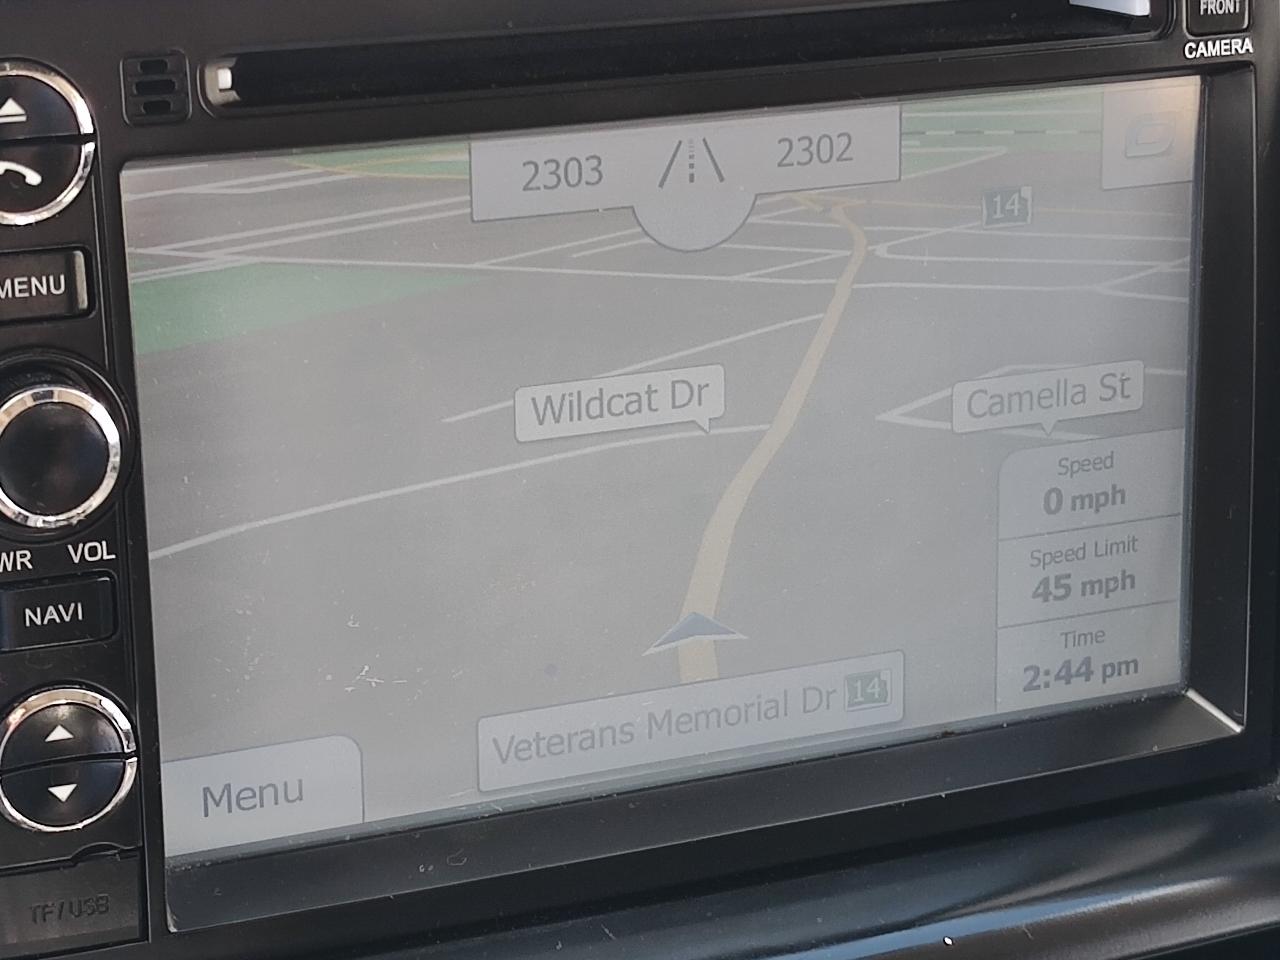 FRONT
CAMERA
2303
2302
14
MENU
Wildcat Dr
Camella St
Speed
0 mph
Speed Limit
45 mph
Time
2:44 pm
VOL
NAVI
Veterans Memorial Dr 14
Menu
TF/USB